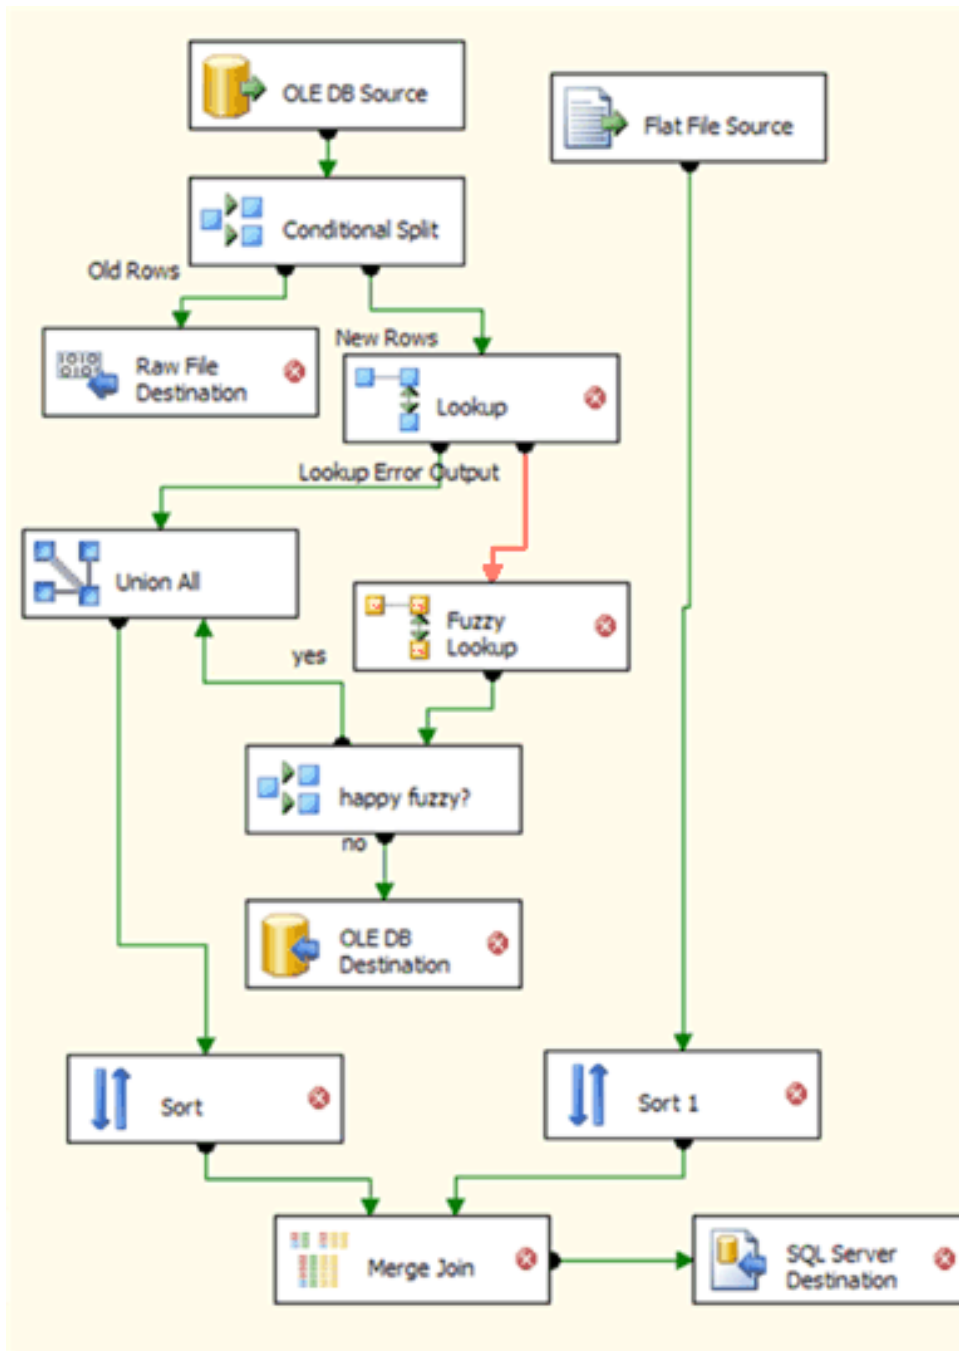 OLE DB Source
Flat File Source
Conditional Split
Old Rows
New Rows
Raw File
Destination
Lookup
Lookup Error Output
Union All
Fuzzy
Lookup
yes
happy fuzzy?
no
OLE DB
Destination
Sort
Sort 1
Merge Join
SQL Server
Destination